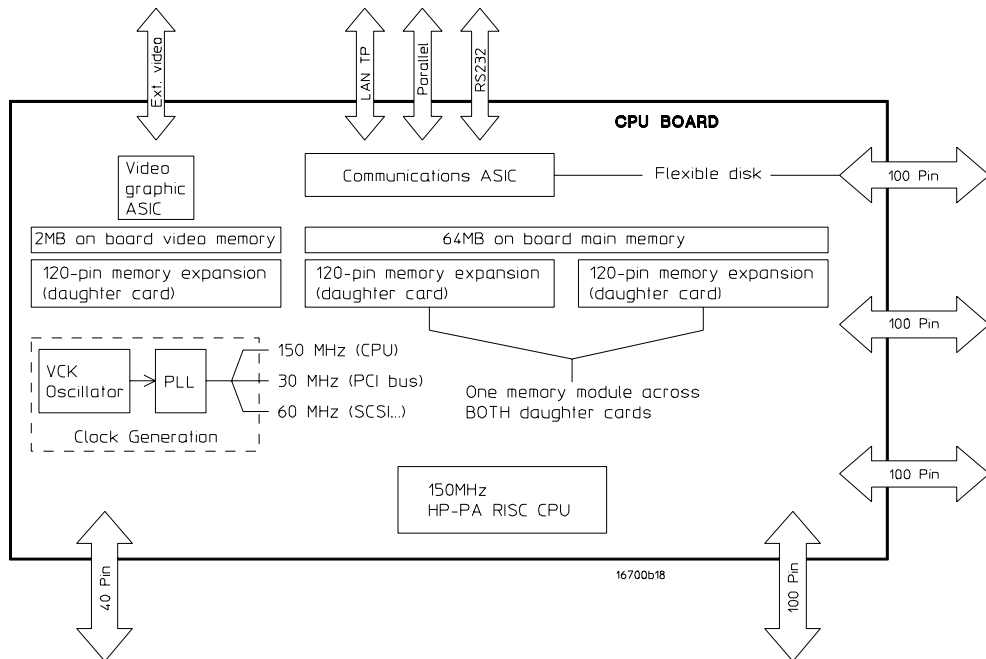 Ext. video
LAN TP
Parallel
RS232
CPU BOARD
Video
graphic
ASIC
Communications ASIC
Flexible disk
100 Pin
2MB on board video memory
64MB on board main memory
120-pin memory expansion
(daughter card)
120-pin memory expansion
(daughter card)
120-pin memory expansion
(daughter card)
100 Pin
VCK
Oscillator
PLL
150 MHz (CPU)
30 MHz (PCI bus)
60 MHz (SCSI...)
Clock Generation
One memory module across
BOTH daughter cards
100 Pin
150MHz
HP-PA RISC CPU
16700b18
40 Pin
100 Pin